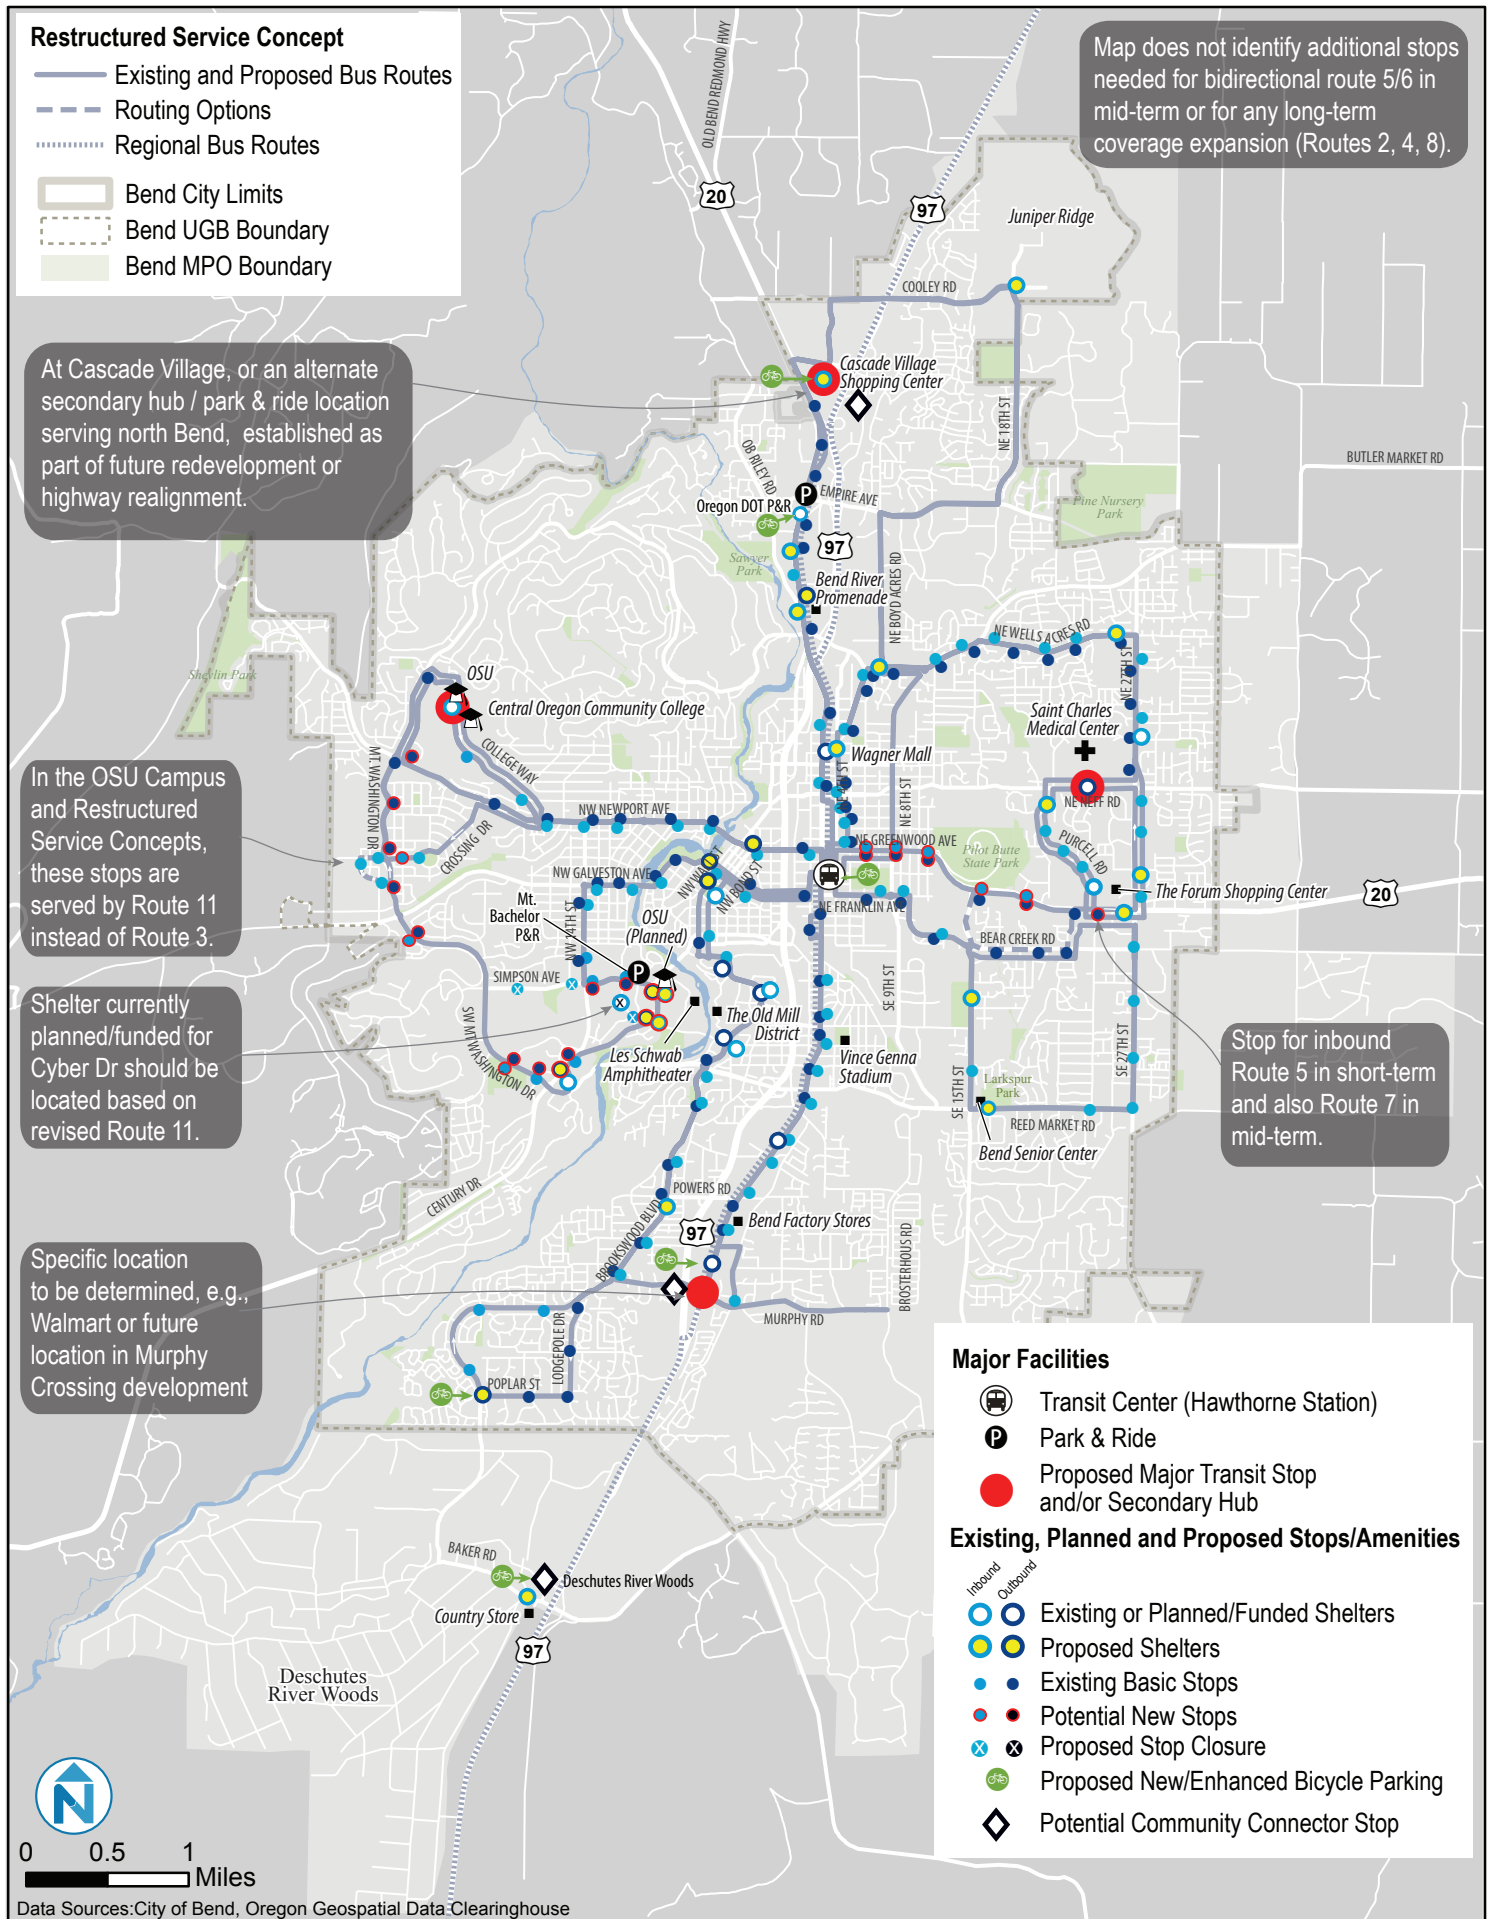 Restructured Service Concept
Existing and Proposed Bus Routes
Routing Options
Regional Bus Routes
Bend City Limits
Bend UGB Boundary
Bend MPO Boundary
Map does not identify additional stops
needed for bidirectional route 5/6 in
mid-term or for any long-term
coverage expansion (Routes 2, 4, 8).
OLD BEND REDMOND HWY
20
97
Juniper Ridge
COOLEY RD
At Cascade Village, or an alternate
secondary hub / park & ride location
serving north Bend, established as
part of future redevelopment or
highway realignment.
Cascade Village
Shopping Center
NE 18TH ST
OB RILEY RD
BUTLER MARKET RD
P
EMPIRE AVE
Oregon DOT P&R
Pine Nursery
Park
97
Sawyer
Park
NE BOYD ACRES RD
Bend River
Promenade
NE WELLS ACRES RD
NE 27TH ST
Shevlin Park
OSU
Central Oregon Community College
Saint Charles
Medical Center
COLLEGE WAY
MT WASHINGTON DR
Wagner Mall
NE 4TH ST
NE 8TH ST
NE NEFF RD
In the OSU Campus
and Restructured
Service Concepts,
these stops are
served by Route 11
instead of Route 3.
NW NEWPORT AVE
CROSSING DR
NE GREENWOOD AVE
Pilot Butte
State Park
PURCELL RD
NW GALVESTON AVE
NW WALL ST
NW BOND ST
The Forum Shopping Center
20
Mt.
Bachelor
P&R
NW 14TH ST
OSU
(Planned)
NE FRANKLIN AVE
BEAR CREEK RD
P
SIMPSON AVE
Shelter currently
planned/funded for
Cyber Dr should be
located based on
revised Route 11.
SW MT WASHINGTON DR
The Old Mill
District
SE 9TH ST
Les Schwab
Amphitheater
Vince Genna
Stadium
SE 15TH ST
Larkspur
Park
SE 27TH ST
Stop for inbound
Route 5 in short-term
and also Route 7 in
mid-term.
REED MARKET RD
Bend Senior Center
CENTURY DR
POWERS RD
BROOKSWOOD BLVD
97
Bend Factory Stores
BROSTERHOUS RD
Specific location
to be determined, e.g.,
Walmart or future
location in Murphy
Crossing development
MURPHY RD
LODGEPOLE DR
POPLAR ST
BAKER RD
Deschutes River Woods
Country Store
97
Deschutes
River Woods
Major Facilities
Transit Center (Hawthorne Station)
P
Park & Ride
Proposed Major Transit Stop
and/or Secondary Hub
Existing, Planned and Proposed Stops/Amenities
Inbound
Outbound
Existing or Planned/Funded Shelters
Proposed Shelters
Existing Basic Stops
Potential New Stops
X X Proposed Stop Closure
Proposed New/Enhanced Bicycle Parking
Potential Community Connector Stop
N
0 0.5 1
Miles
Data Sources:City of Bend, Oregon Geospatial Data Clearinghouse